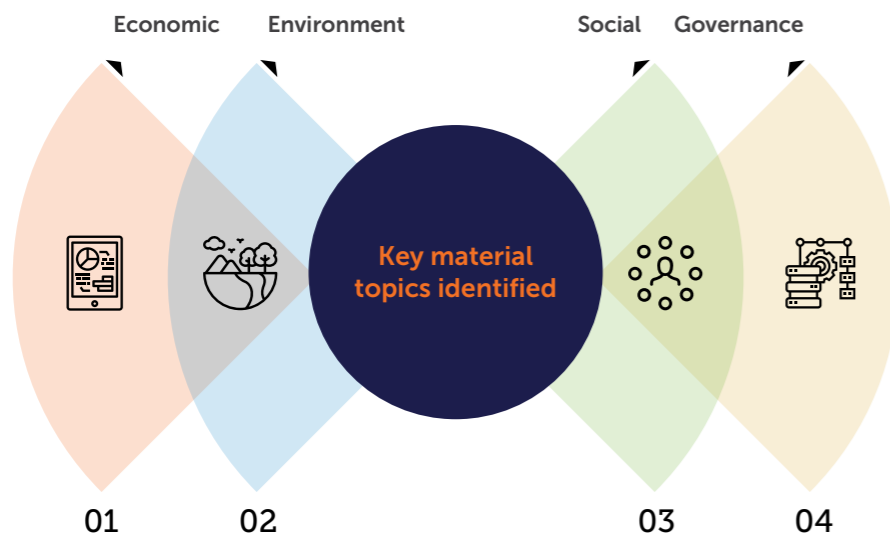 Economic
Environment
Social
Governance
Key material
topics identified
01
02
03
04